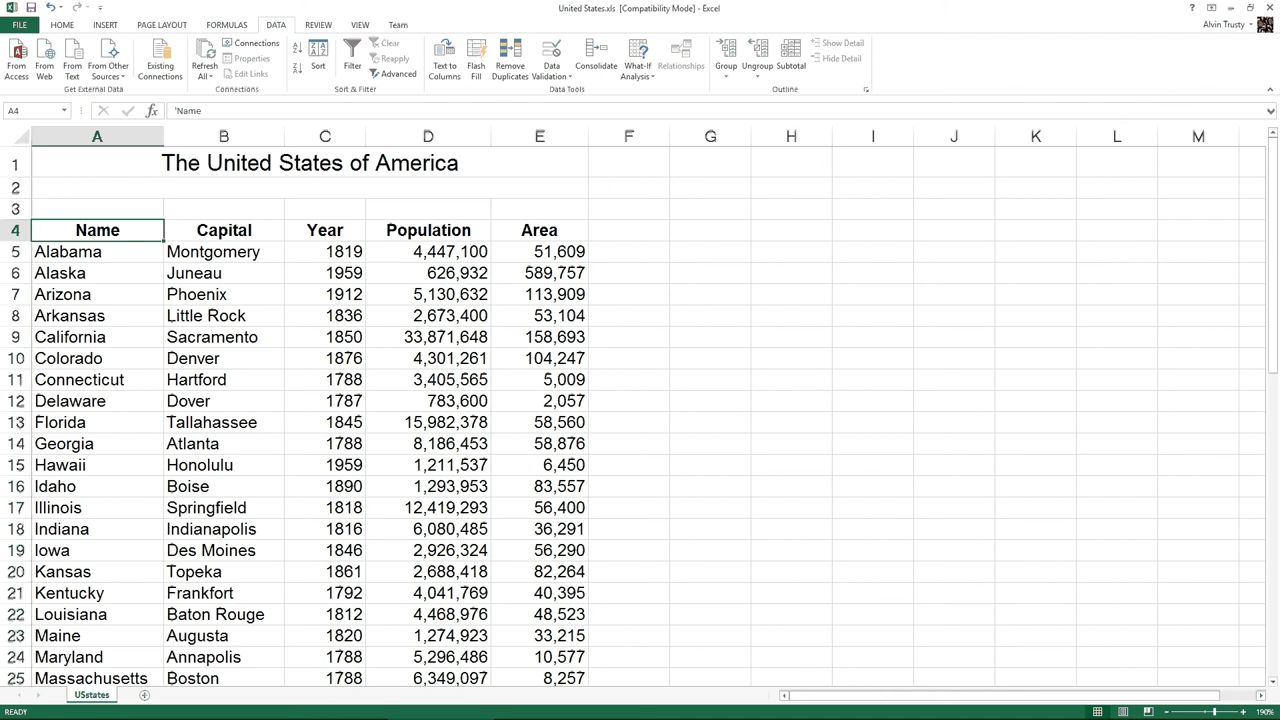 United States.xls [Compatibility Mode] - Excel
FILE HOME INSERT PAGE LAYOUT FORMULAS DATA REVIEW VIEW Team Alvin Trusty
From Access From Web From Text From Other Sources Existing Connections Refresh All Connections Properties Edit Links Sort Filter Clear Reapply Advanced Text to Columns Flash Fill Remove Duplicates Data Validation Consolidate What-If Analysis Relationships Group Ungroup Subtotal Show Detail Hide Detail
Get External Data Connections Sort & Filter Data Tools Outline
A4 fx 'Name
A B C D E F G H I J K L M
1 The United States of America
2
3
4 Name Capital Year Population Area
5 Alabama Montgomery 1819 4,447,100 51,609
6 Alaska Juneau 1959 626,932 589,757
7 Arizona Phoenix 1912 5,130,632 113,909
8 Arkansas Little Rock 1836 2,673,400 53,104
9 California Sacramento 1850 33,871,648 158,693
10 Colorado Denver 1876 4,301,261 104,247
11 Connecticut Hartford 1788 3,405,565 5,009
12 Delaware Dover 1787 783,600 2,057
13 Florida Tallahassee 1845 15,982,378 58,560
14 Georgia Atlanta 1788 8,186,453 58,876
15 Hawaii Honolulu 1959 1,211,537 6,450
16 Idaho Boise 1890 1,293,953 83,557
17 Illinois Springfield 1818 12,419,293 56,400
18 Indiana Indianapolis 1816 6,080,485 36,291
19 Iowa Des Moines 1846 2,926,324 56,290
20 Kansas Topeka 1861 2,688,418 82,264
21 Kentucky Frankfort 1792 4,041,769 40,395
22 Louisiana Baton Rouge 1812 4,468,976 48,523
23 Maine Augusta 1820 1,274,923 33,215
24 Maryland Annapolis 1788 5,296,486 10,577
25 Massachusetts Boston 1788 6,349,097 8,257
USstates
READY 190%